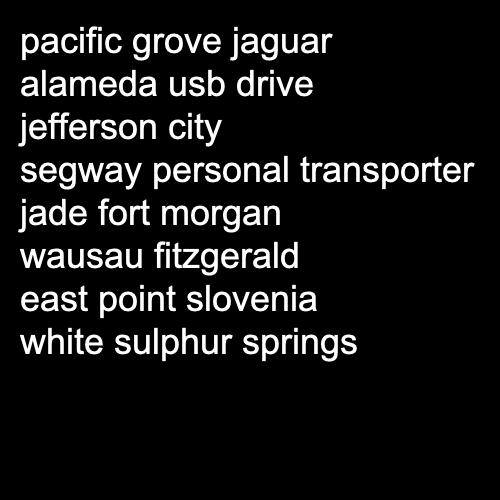 pacific grove jaguar
alameda usb drive
jefferson city
segway personal transporter
jade fort morgan
wausau fitzgerald
east point slovenia
white sulphur springs